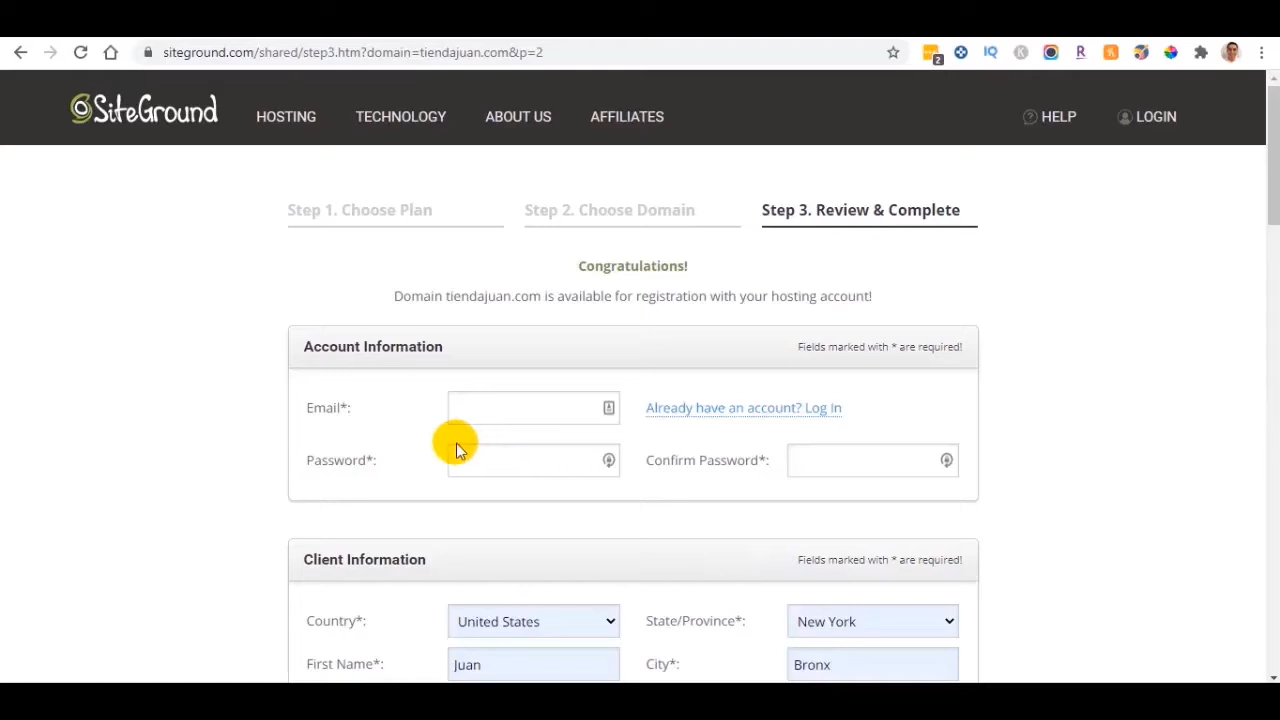 siteground.com/shared/step3.htm?domain=tiendajuan.com&p=2
2
IQ
K
R
SiteGround HOSTING TECHNOLOGY ABOUT US AFFILIATES HELP LOGIN
Step 1. Choose Plan Step 2. Choose Domain Step 3. Review & Complete
Congratulations!
Domain tiendajuan.com is available for registration with your hosting account!
Account Information Fields marked with * are required!
Email*: Already have an account? Log In
Password*: Confirm Password*:
Client Information Fields marked with * are required!
Country*: United States State/Province*: New York
First Name*: Juan City*: Bronx